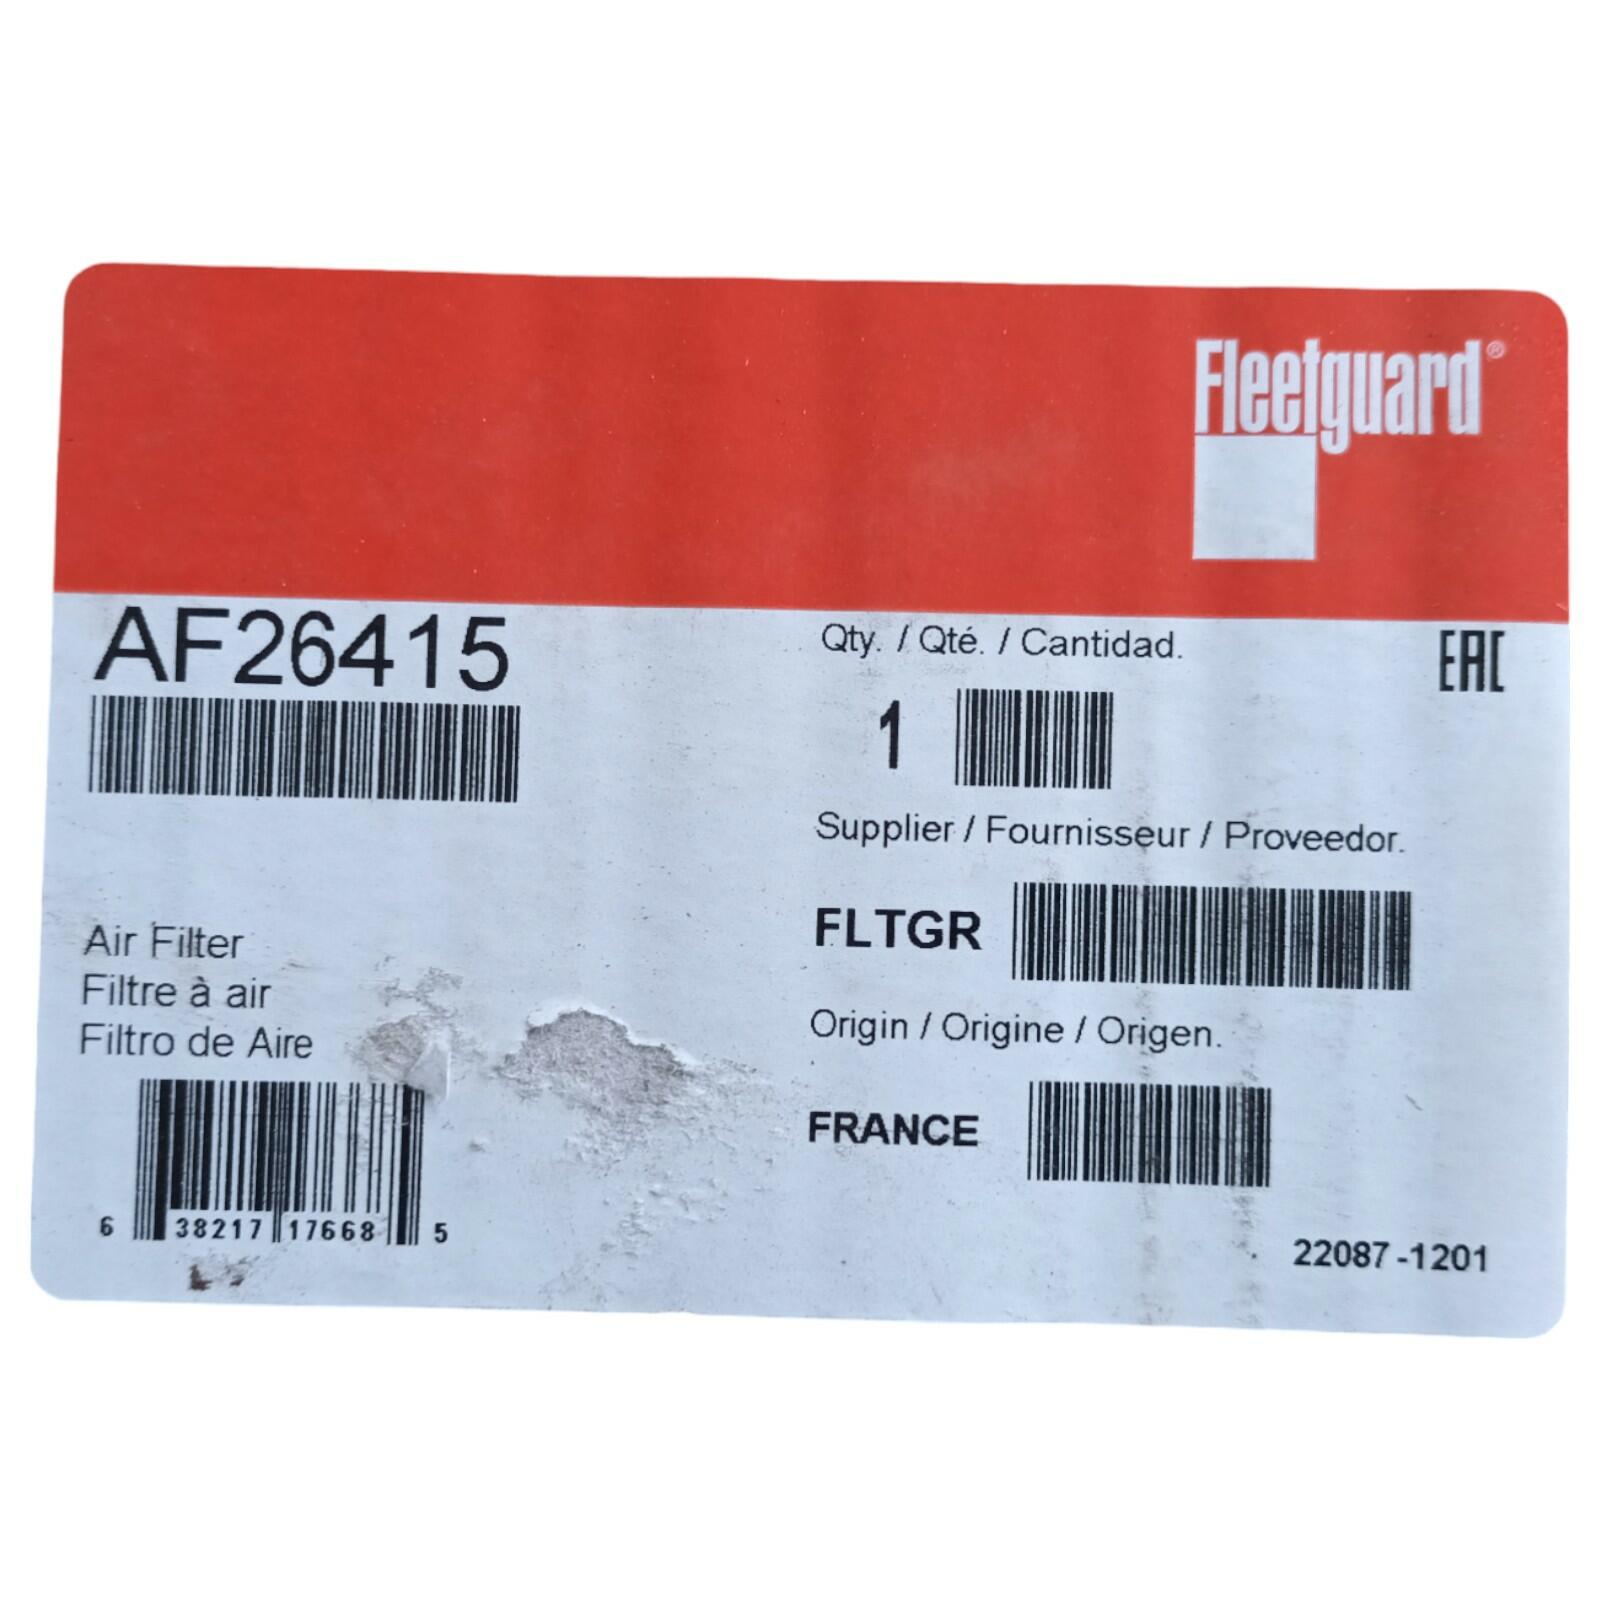 Fleetguard®
AF26415
Qty. / Qté. / Cantidad.
EAC
1
Supplier / Fournisseur / Proveedor.
FLTGR
Air Filter
Filtre à air
Filtro de Aire
Origin / Origine / Origen.
FRANCE
6 38217 17668 5
22087-1201